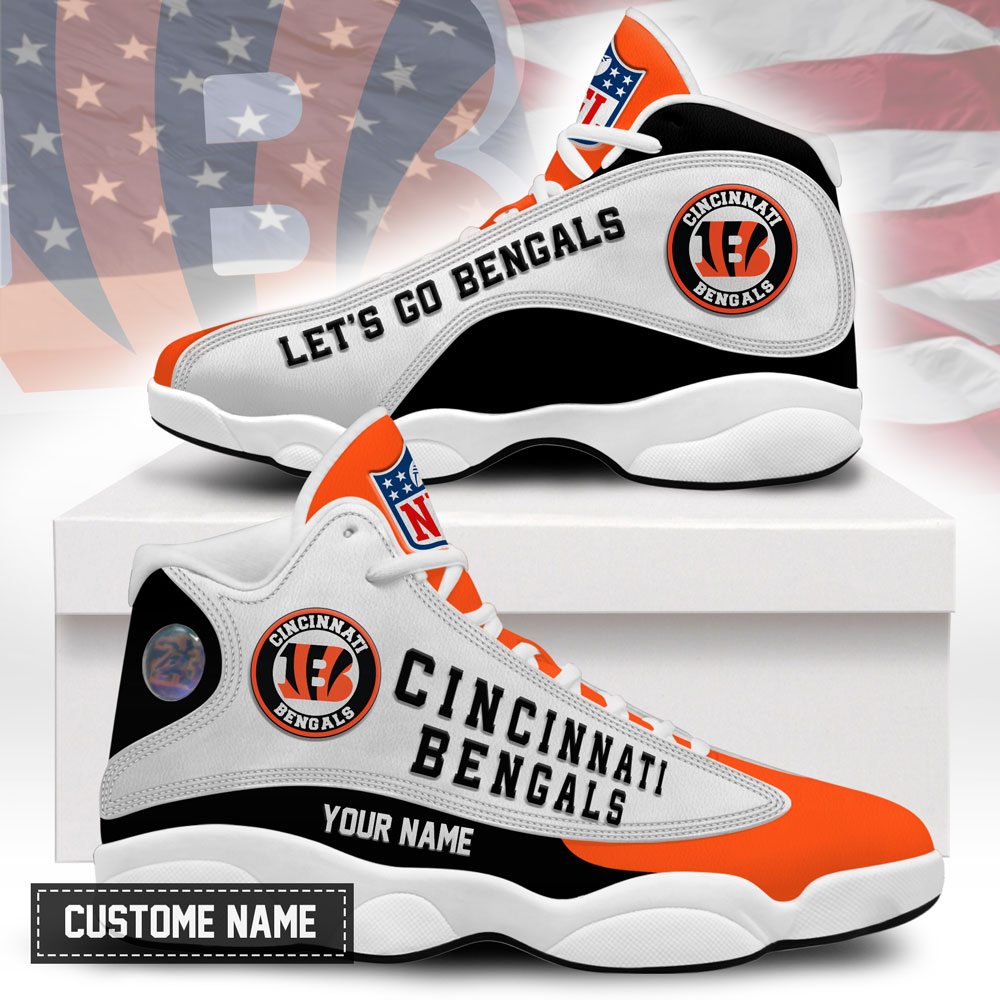 LET'S GO BENGALS
CINCINNATI
B
BENGALS
CINCINNATI
B
BENGALS
CINCINNATI
BENGALS
YOUR NAME
CUSTOME NAME